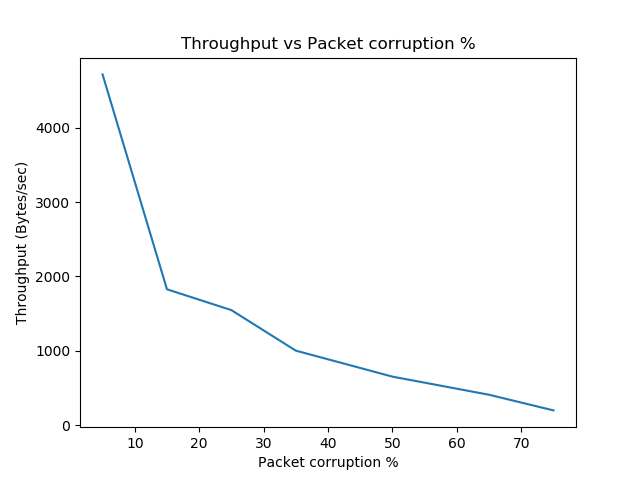 Throughput vs Packet corruption %
Throughput (Bytes/sec)
4000
3000
2000
1000
0
10 20 30 40 50 60 70
Packet corruption %